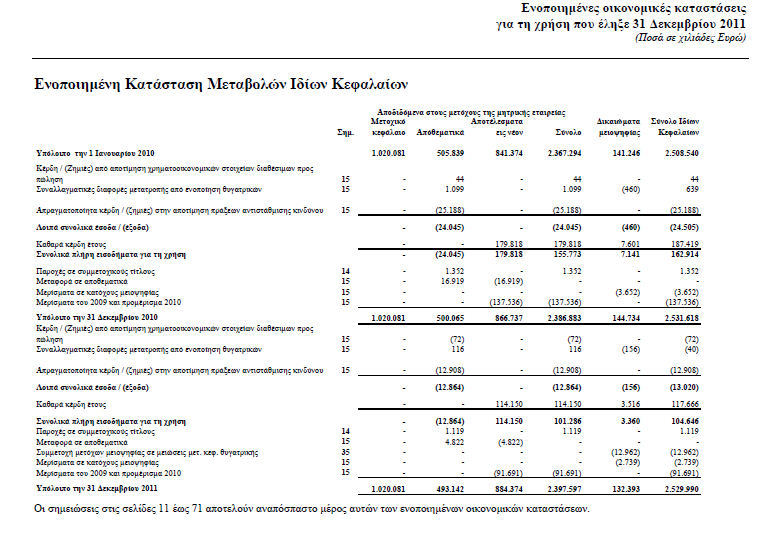 Ενοποιημένες οικονομικές καταστάσεις
για τη χρήση που έληξε 31 Δεκεμβρίου 2011
(Ποσά σε χιλιάδες Ευρώ)
Ενοποιημένη Κατάσταση Μεταβολών Ιδίων Κεφαλαίων
Αποδιδόμενα στους μετόχους της μητρικής εταιρείας
Σημ. Μετοχικό κεφάλαιο Αποθεματικά Αποτελέσματα εις νέον Σύνολο Δικαιώματα μειοψηφίας Σύνολο Ιδίων Κεφαλαίων
Υπόλοιπο την 1 Ιανουαρίου 2010 1.020.081 505.839 841.374 2.367.294 141.246 2.508.540
Κέρδη / (Ζημιές) από αποτίμηση χρηματοοικονομικών στοιχείων διαθέσιμων προς
πώληση 15 - 44 - 44 - 44
Συναλλαγματικές διαφορές μετατροπής από ενοποίηση θυγατρικών 15 - 1.099 - 1.099 (460) 639
Απραγματοποίητα κέρδη / (ζημιές) στην αποτίμηση πράξεων αντιστάθμισης κινδύνου 15 - (25.188) - (25.188) - (25.188)
Λοιπά συνολικά έσοδα / (έξοδα) - (24.045) - (24.045) (460) (24.505)
Καθαρά κέρδη έτους - - 179.818 179.818 7.601 187.419
Συνολικά πλήρη εισοδήματα για τη χρήση - (24.045) 179.818 155.773 7.141 162.914
Παροχές σε συμμετοχικούς τίτλους 14 - 1.352 - 1.352 - 1.352
Μεταφορά σε αποθεματικά 15 - 16.919 (16.919) - - -
Μερίσματα σε κατόχους μειοψηφίας 15 - - - - (3.652) (3.652)
Μερίσματα του 2009 και προμέρισμα 2010 15 - - (137.536) (137.536) - (137.536)
Υπόλοιπο την 31 Δεκεμβρίου 2010 1.020.081 500.065 866.737 2.386.883 144.734 2.531.618
Κέρδη / (Ζημιές) από αποτίμηση χρηματοοικονομικών στοιχείων διαθέσιμων προς
πώληση 15 - (72) - (72) - (72)
Συναλλαγματικές διαφορές μετατροπής από ενοποίηση θυγατρικών 15 - 116 - 116 (156) (40)
Απραγματοποίητα κέρδη / (ζημιές) στην αποτίμηση πράξεων αντιστάθμισης κινδύνου 15 - (12.908) - (12.908) - (12.908)
Λοιπά συνολικά έσοδα / (έξοδα) - (12.864) - (12.864) (156) (13.020)
Καθαρά κέρδη έτους - - 114.150 114.150 3.516 117.666
Συνολικά πλήρη εισοδήματα για τη χρήση - (12.864) 114.150 101.286 3.360 104.646
Παροχές σε συμμετοχικούς τίτλους 14 - 1.119 - 1.119 - 1.119
Μεταφορά σε αποθεματικά 15 - 4.822 (4.822) - - -
Συμμετοχή μετόχων μειοψηφίας σε μειώσεις μετ. κεφ. θυγατρικής 35 - - - - (12.962) (12.962)
Μερίσματα σε κατόχους μειοψηφίας 15 - - - - (2.739) (2.739)
Μερίσματα του 2009 και προμέρισμα 2010 15 - - (91.691) (91.691) - (91.691)
Υπόλοιπο την 31 Δεκεμβρίου 2011 1.020.081 493.142 884.374 2.397.597 132.393 2.529.990
Οι σημειώσεις στις σελίδες 11 έως 71 αποτελούν αναπόσπαστο μέρος αυτών των ενοποιημένων οικονομικών καταστάσεων.